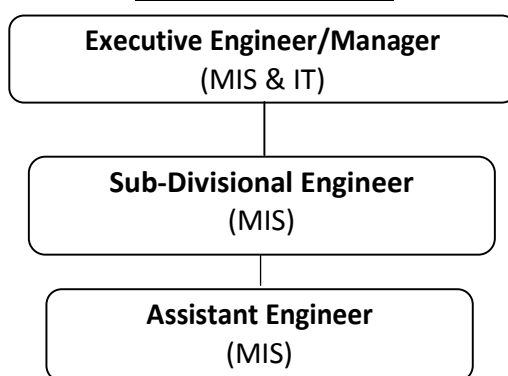 Executive Engineer/Manager
(MIS & IT)
Sub-Divisional Engineer
(MIS)
Assistant Engineer
(MIS)